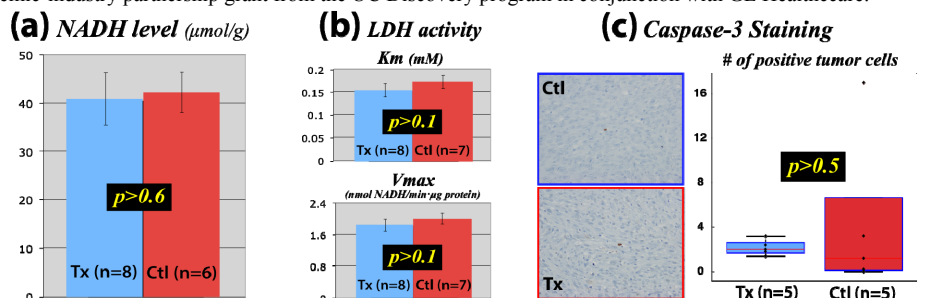 (a) NADH level (μmol/g)
50
40
30
20
10
0
p>0.6
Tx (n=8) Ctl (n=6)
(b) LDH activity
Km (mM)
0.2
0.15
0.1
0.05
0
p>0.1
Tx (n=8) Ctl (n=7)
Vmax
(nmol NADH/min·μg protein)
2.4
1.6
0.8
0
p>0.1
Tx (n=8) Ctl (n=7)
(c) Caspase-3 Staining
Ctl
Tx
# of positive tumor cells
16
12
8
4
0
p>0.5
Tx (n=5) Ctl (n=5)